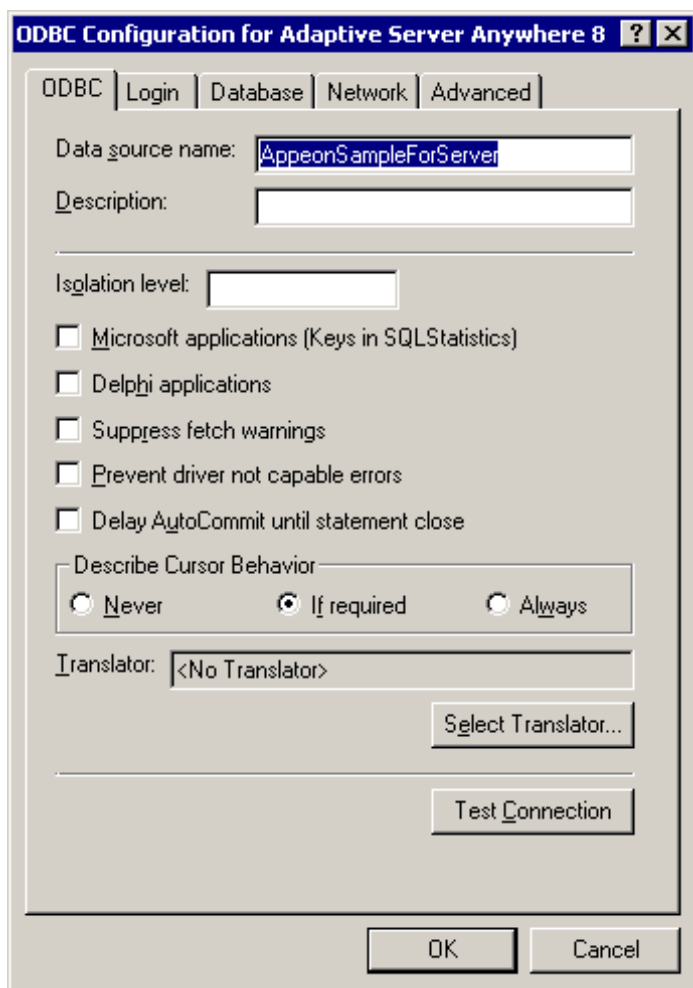 ODBC Configuration for Adaptive Server Anywhere 8
ODBC Login Database Network Advanced
Data source name: AppeonSampleForServer
Description:
Isolation level:
Microsoft applications (Keys in SQLStatistics)
Delphi applications
Suppress fetch warnings
Prevent driver not capable errors
Delay AutoCommit until statement close
Describe Cursor Behavior
Never If required Always
Translator: <No Translator>
Select Translator...
Test Connection
OK Cancel